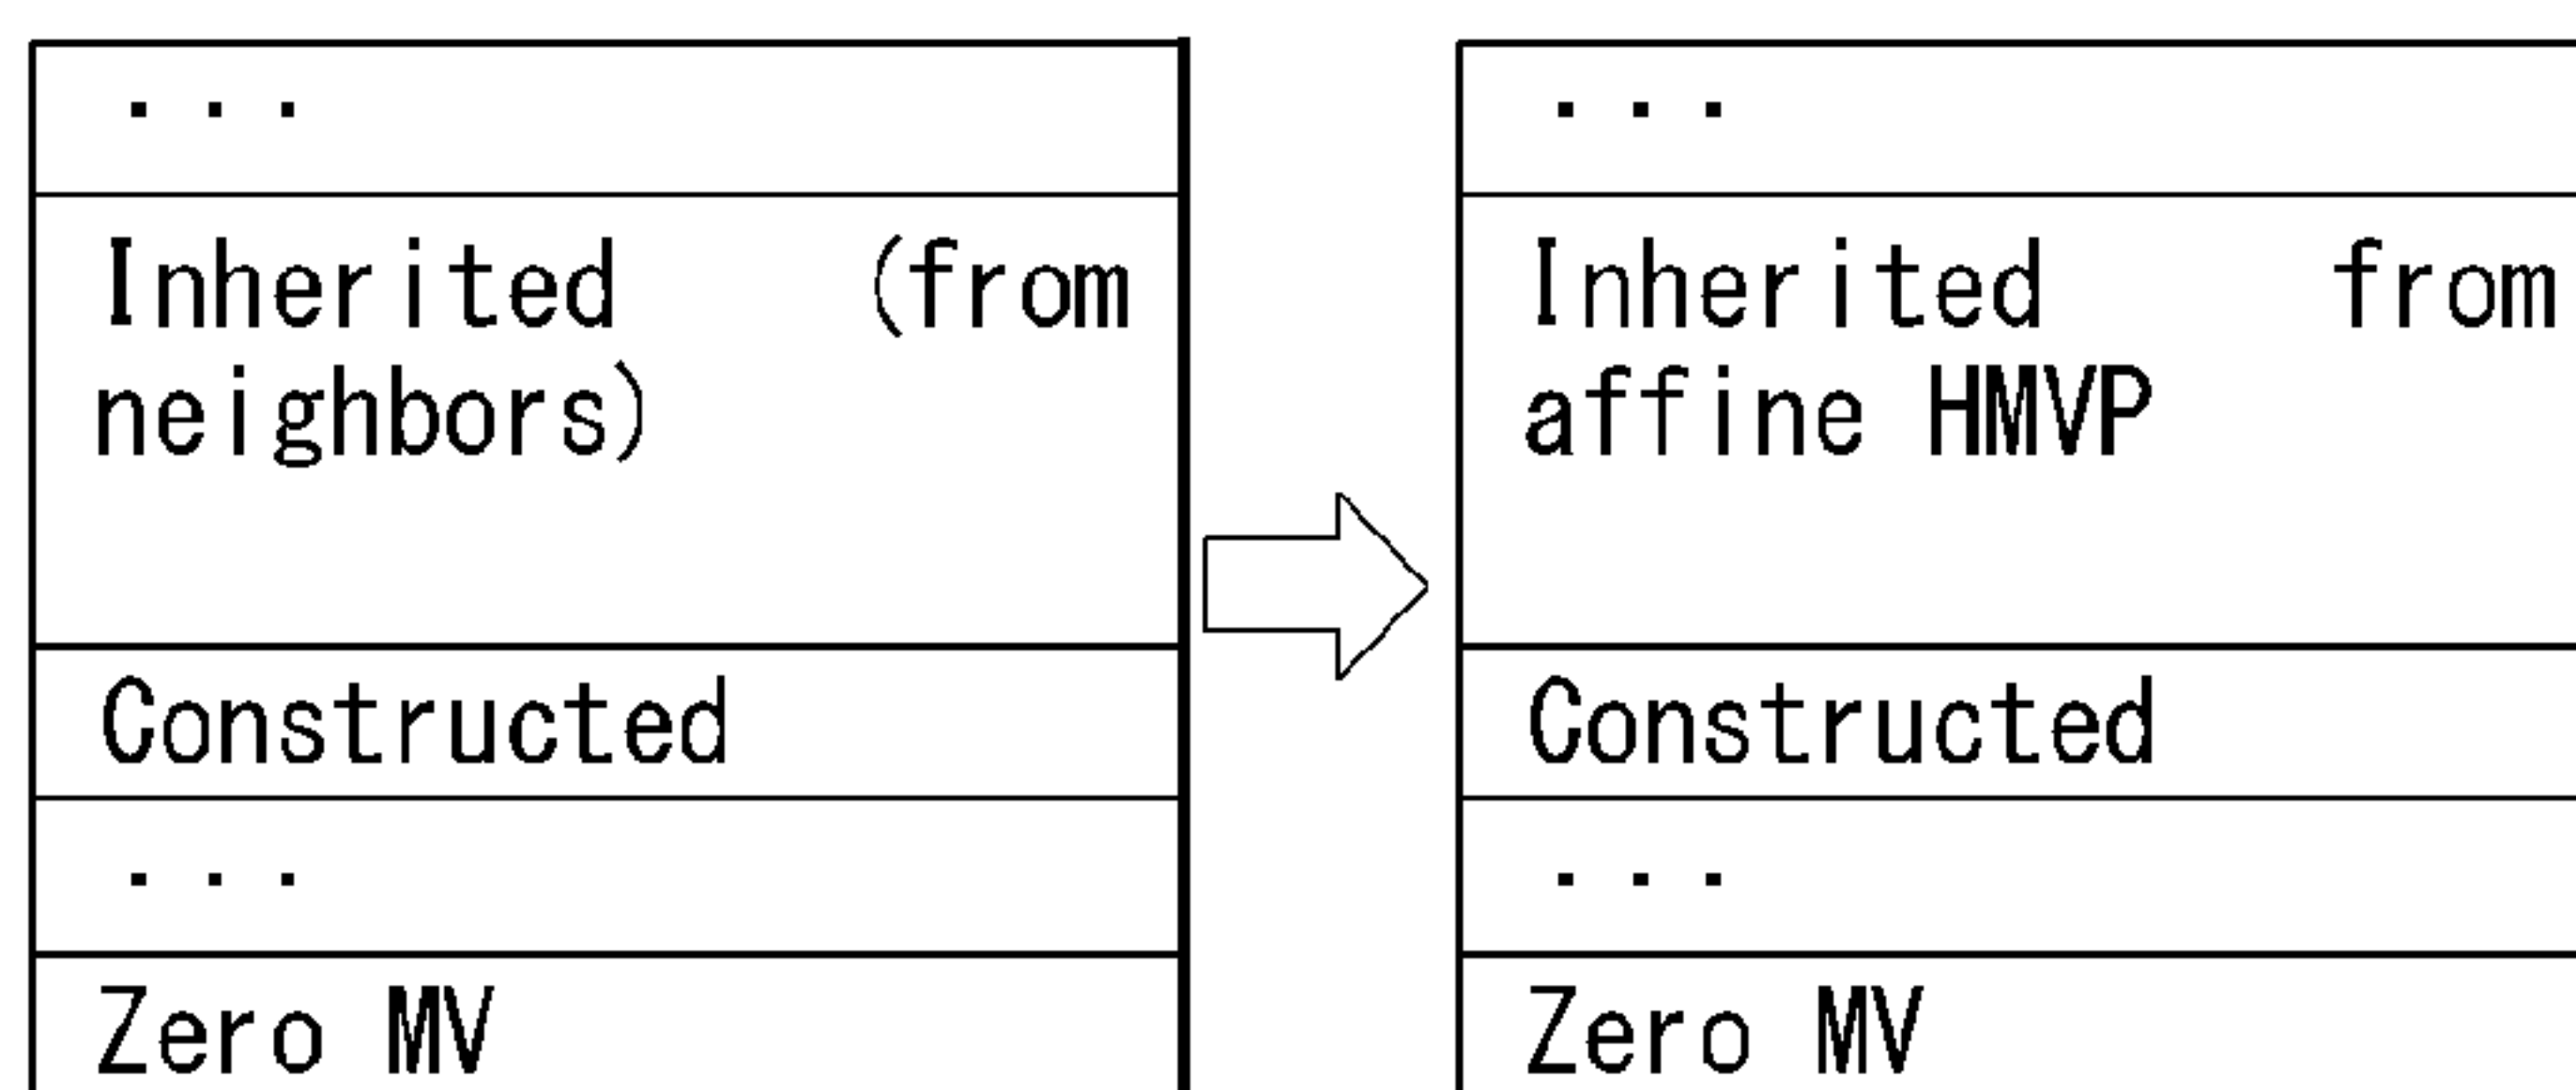 ...
Inherited (from
neighbors)
Constructed
...
Zero MV
...
Inherited from
affine HMVP
Constructed
...
Zero MV